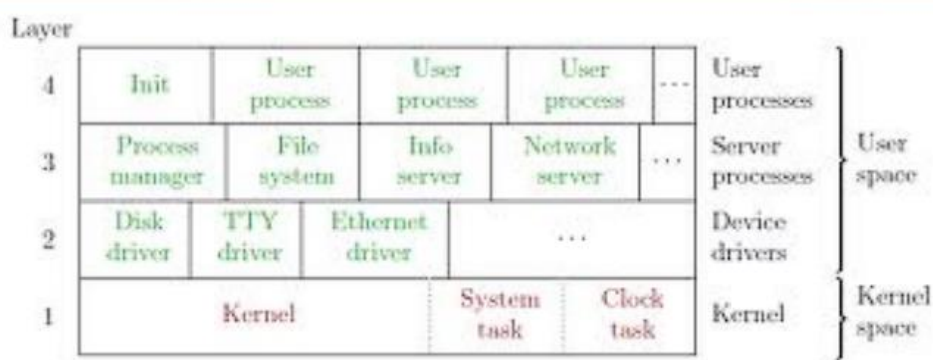 Layer
4 Init User process User process User process ... User processes
3 Process manager File system Info server Network server ... Server processes User space
2 Disk driver TTY driver Ethernet driver ... Device drivers
1 Kernel System task Clock task Kernel Kernel space